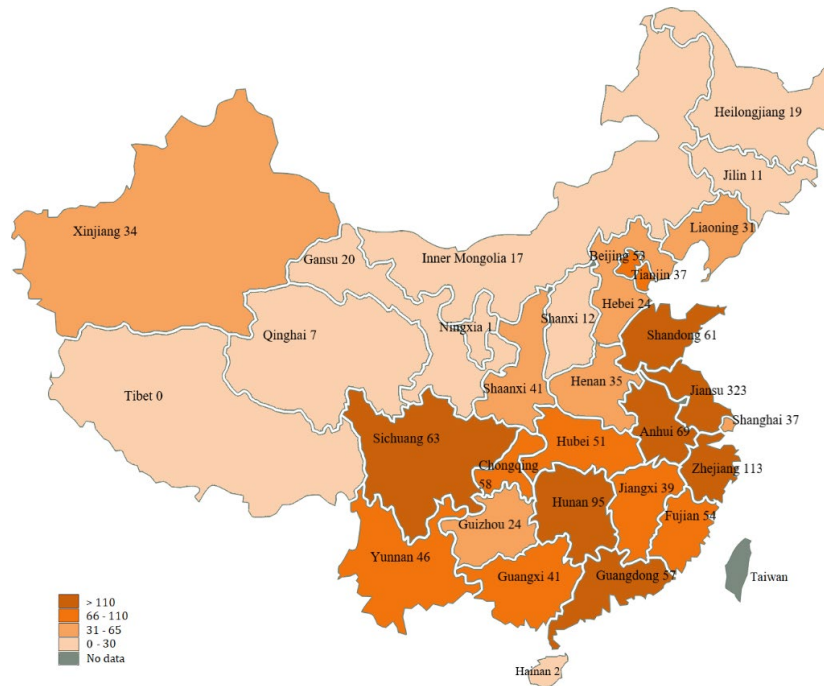 Heilongjiang 19
Jilin 11
Liaoning 31
Xinjiang 34
Gansu 20
Inner Mongolia 17
Beijing 53
Tianjin 37
Hebei 24
Shanxi 12
Shandong 61
Qinghai 7
Ningxia 1
Tibet 0
Shaanxi 41
Henan 35
Jiansu 323
Shanghai 37
Anhui 69
Sichuang 63
Hubei 51
Chongqing
58
Zhejiang 113
Hunan 95
Jiangxi 39
Fujian 54
Guizhou 24
Yunnan 46
Guangxi 41
Guangdong 57
Taiwan
Hainan 2
> 110
66 - 110
31 - 65
0 - 30
No data